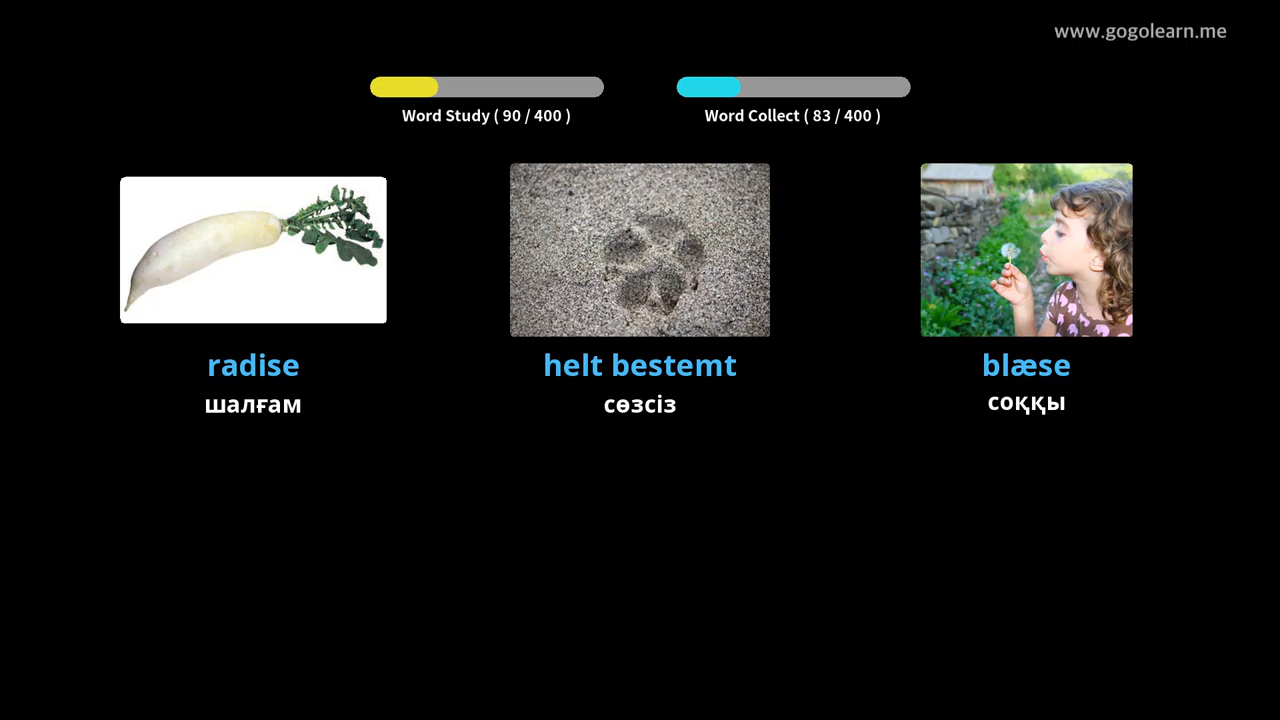 www.gogolearn.me
Word Study ( 90 / 400 )
Word Collect ( 83 / 400 )
radise
шалғам
helt bestemt
сөзсіз
blæse
соққы